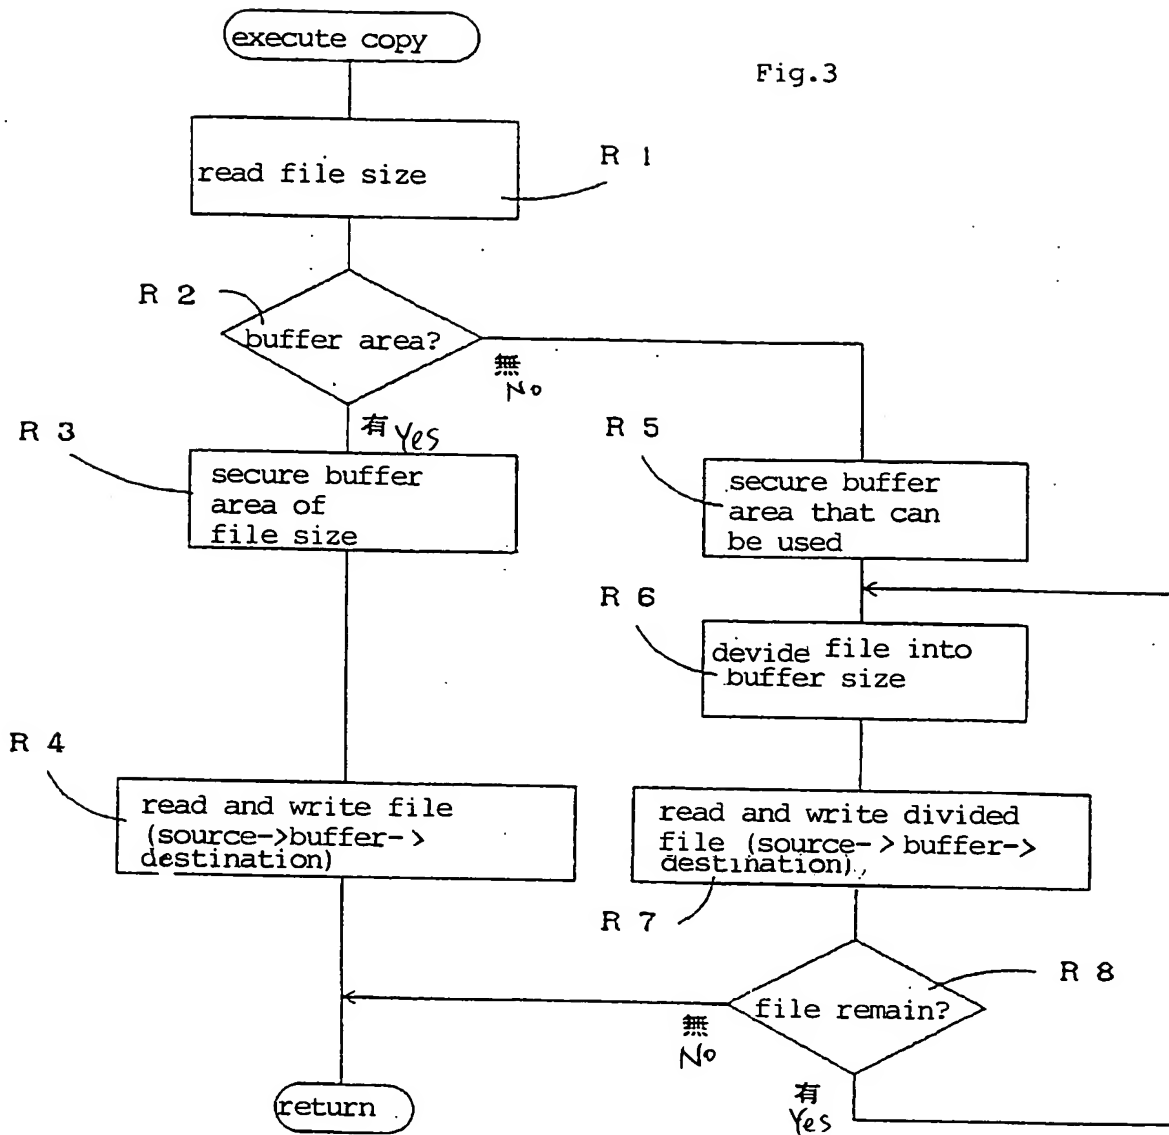 execute copy
Fig.3
read file size
R 1
R 2
buffer area?
無
No
有 Yes
R 3
secure buffer
area of
file size
R 5
secure buffer
area that can
be used
R 6
devide file into
buffer size
R 4
read and write file
(source->buffer->
destination)
read and write divided
file (source->buffer->
destination)
R 7
R 8
file remain?
無
No
有
Yes
return